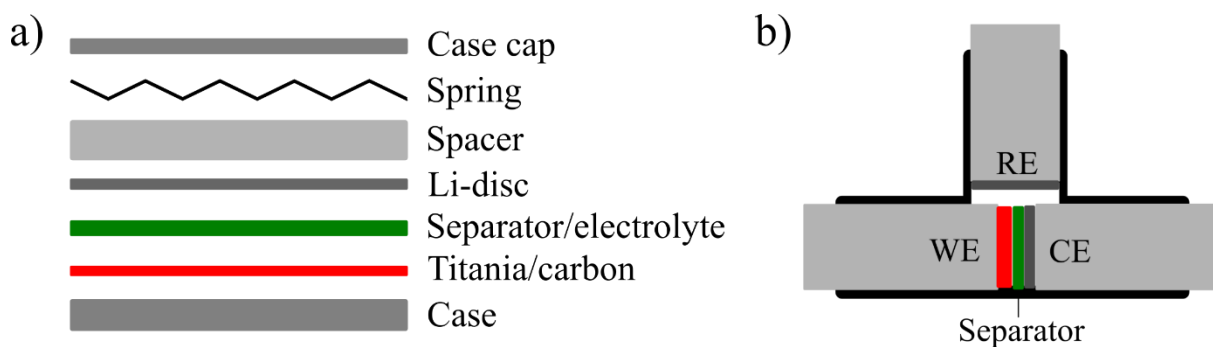 a)
Case cap
Spring
Spacer
Li-disc
Separator/electrolyte
Titania/carbon
Case
b)
RE
WE
CE
Separator